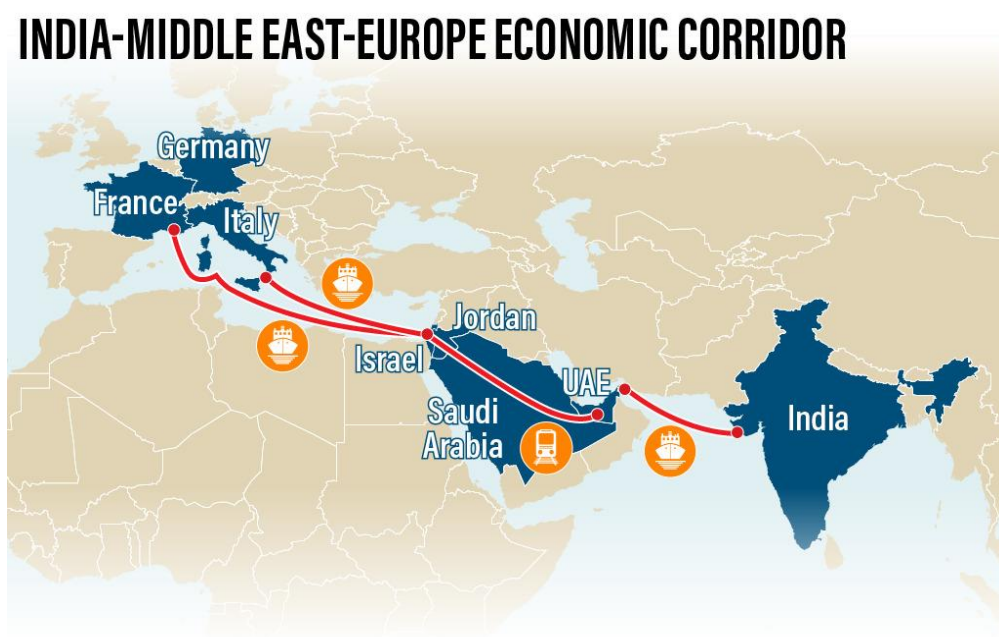 INDIA-MIDDLE EAST-EUROPE ECONOMIC CORRIDOR
Germany
France
Italy
Jordan
Israel
UAE
Saudi
Arabia
India